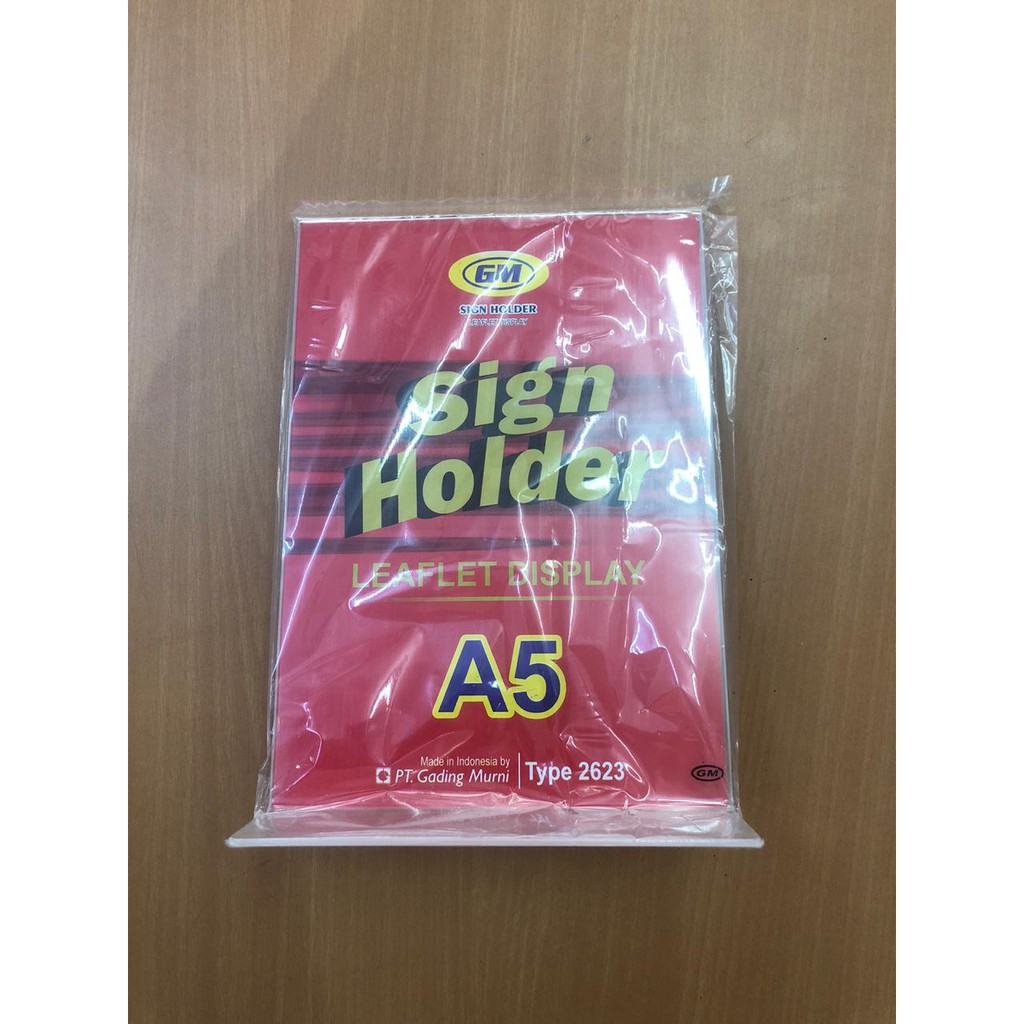 GM
®
SIGN HOLDER
LEAFLET DISPLAY
Sign
Holder
LEAFLET DISPLAY
A5
Made in Indonesia by
PT. Gading Murni
Type 2623
GM